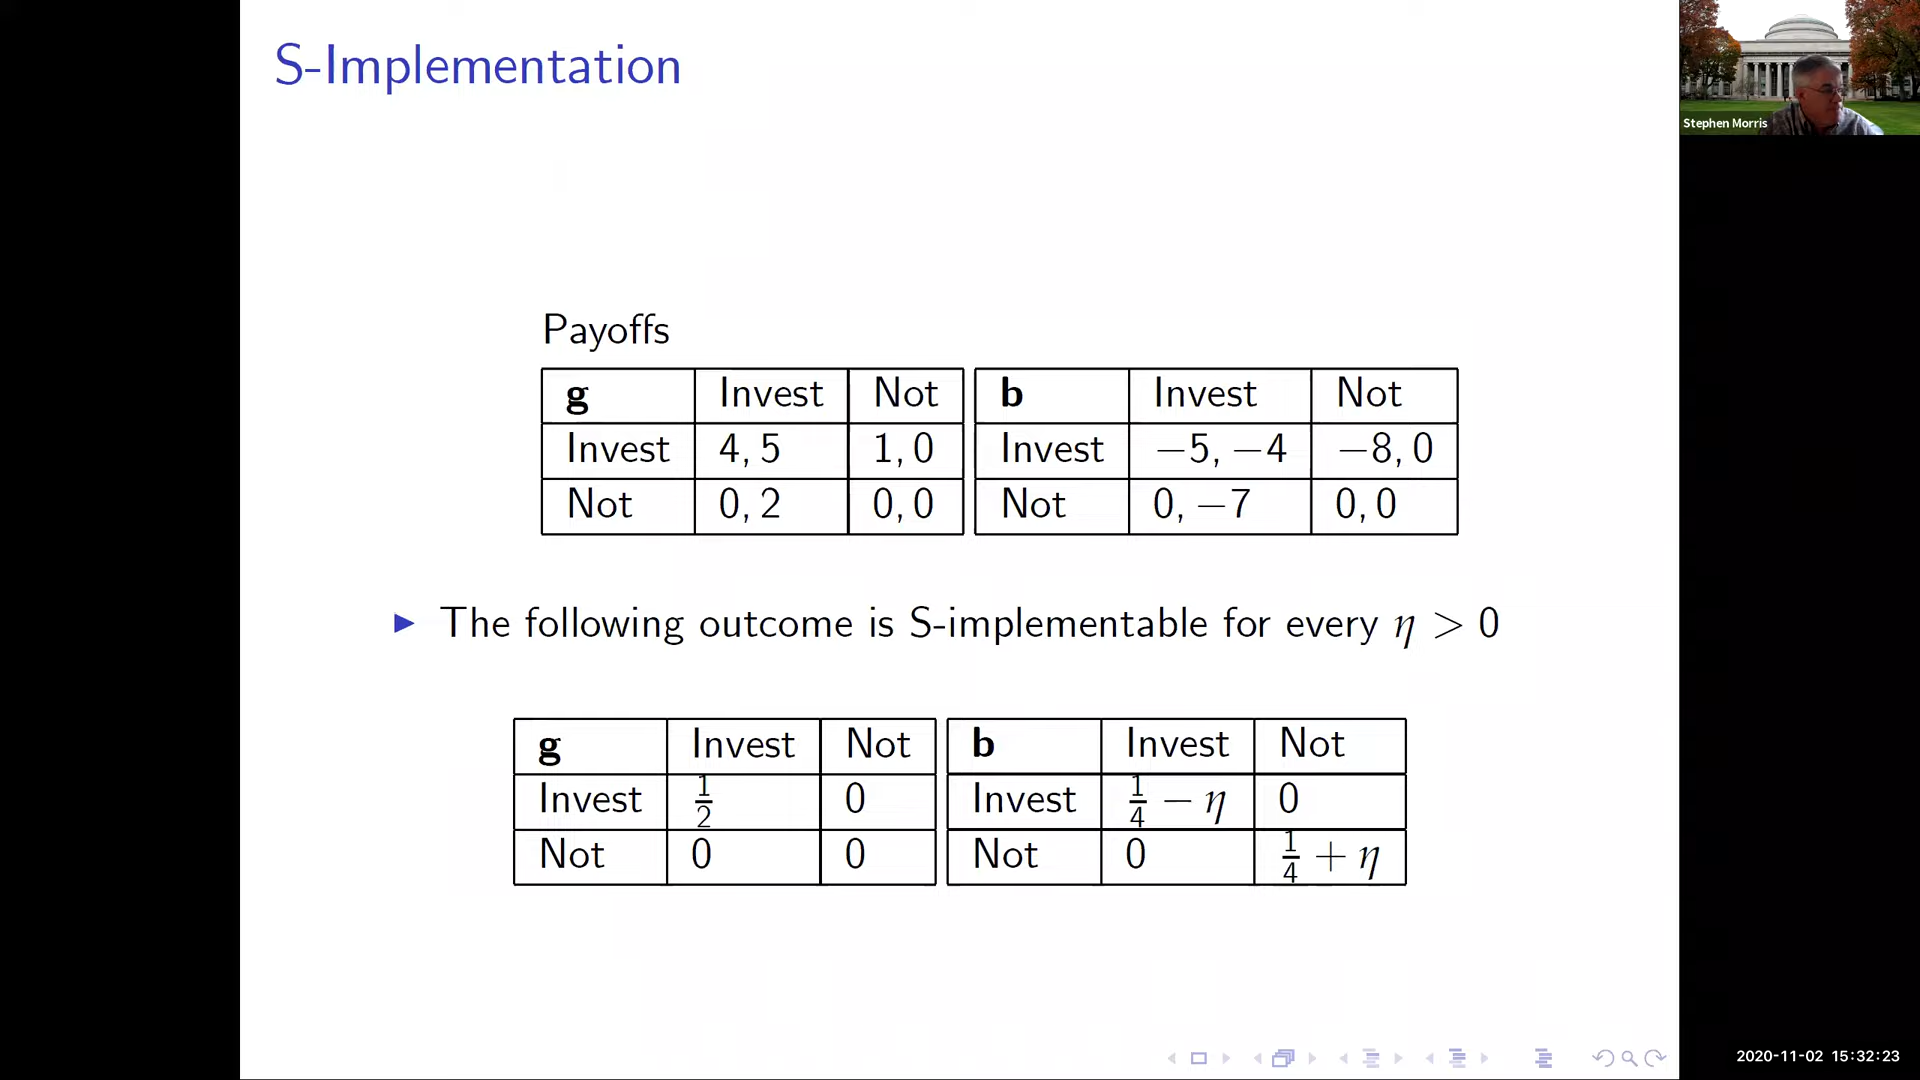 S-Implementation
Stephen Morris
Payoffs
g Invest Not b Invest Not
Invest 4, 5 1, 0 Invest −5, −4 −8, 0
Not 0, 2 0, 0 Not 0, −7 0, 0
The following outcome is S-implementable for every η > 0
g Invest Not b Invest Not
Invest 1/2 0 Invest 1/4 − η 0
Not 0 0 Not 0 1/4 + η
2020-11-02 15:32:23